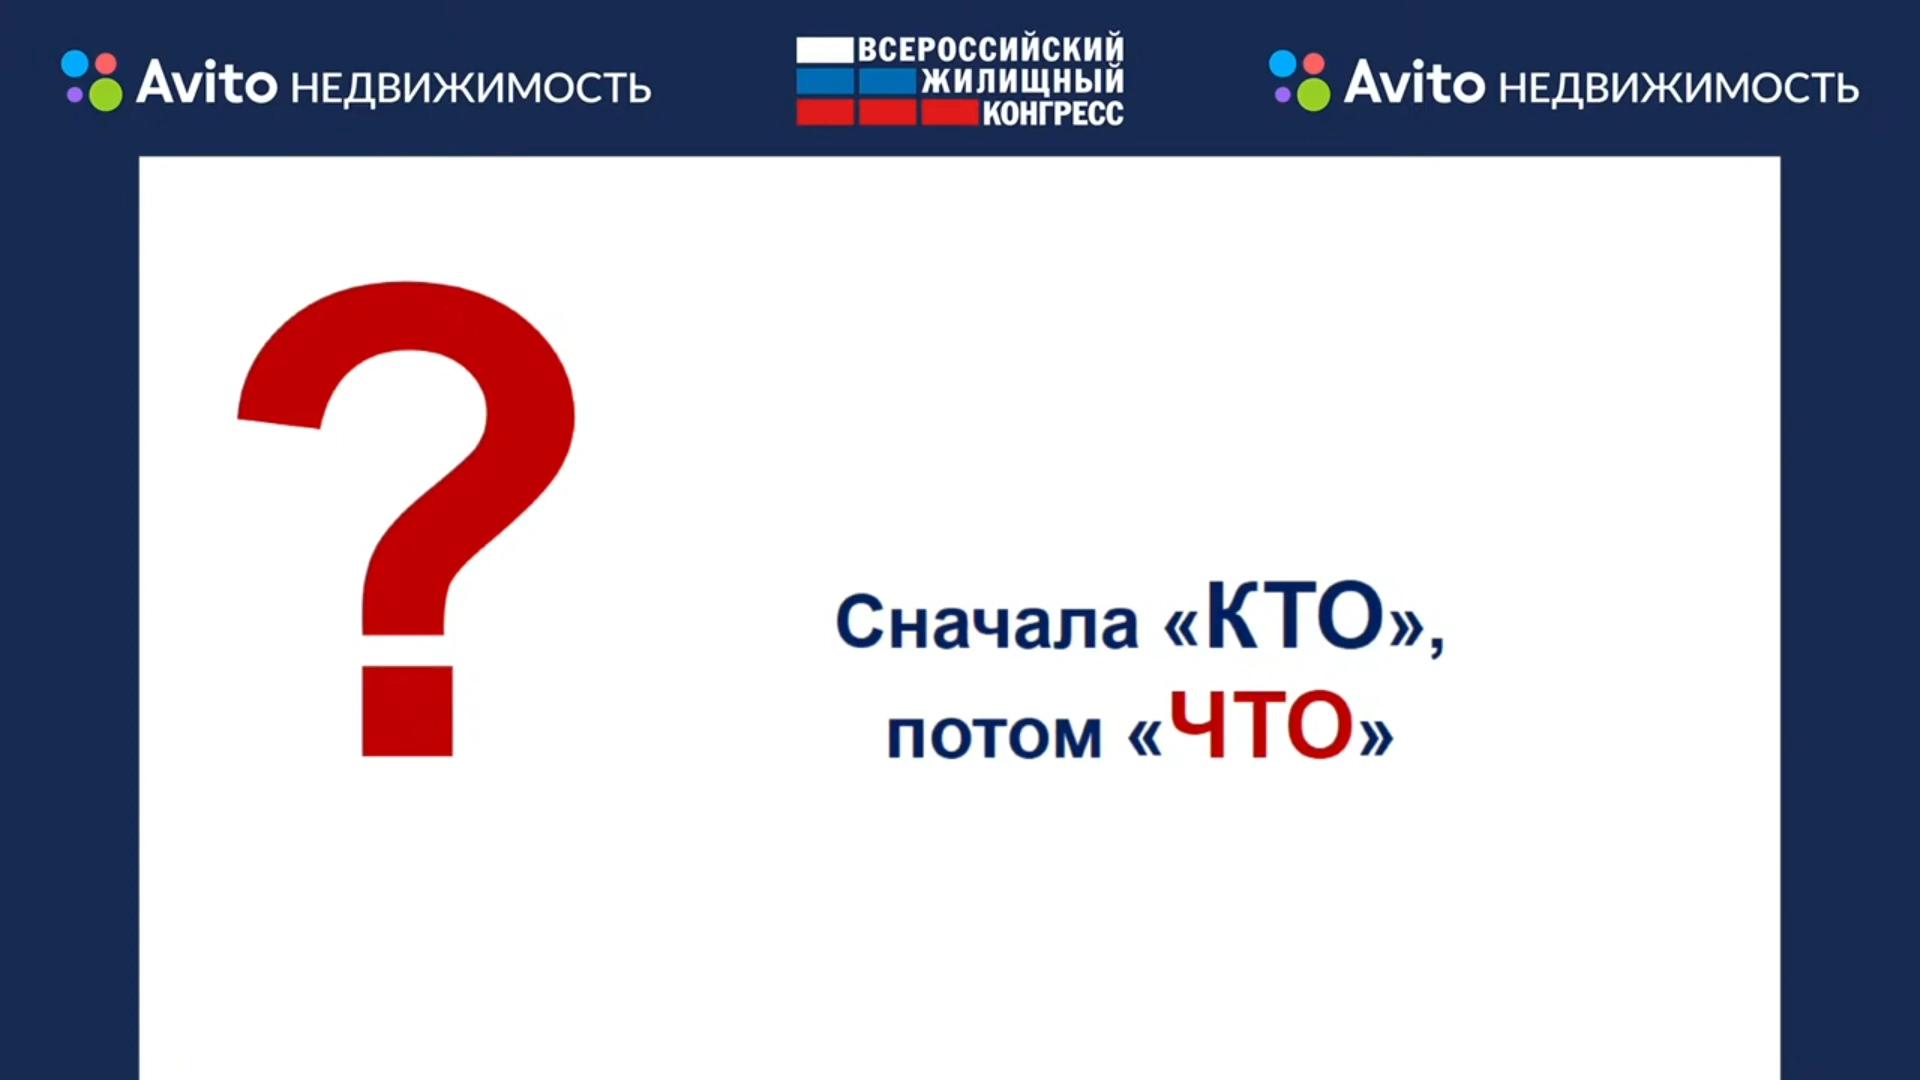 Avito НЕДВИЖИМОСТЬ
ВСЕРОССИЙСКИЙ
ЖИЛИЩНЫЙ
КОНГРЕСС
Avito НЕДВИЖИМОСТЬ
?
Сначала «КТО»,
потом «ЧТО»